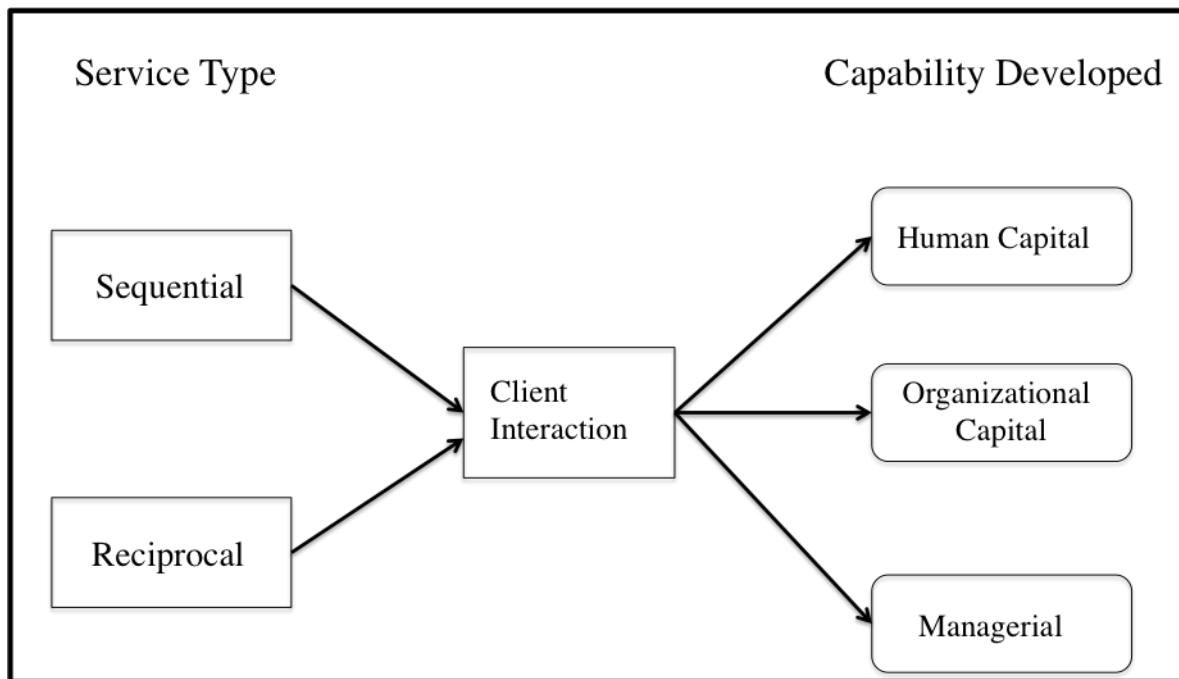 Service Type
Capability Developed
Sequential
Reciprocal
Client
Interaction
Human Capital
Organizational
Capital
Managerial